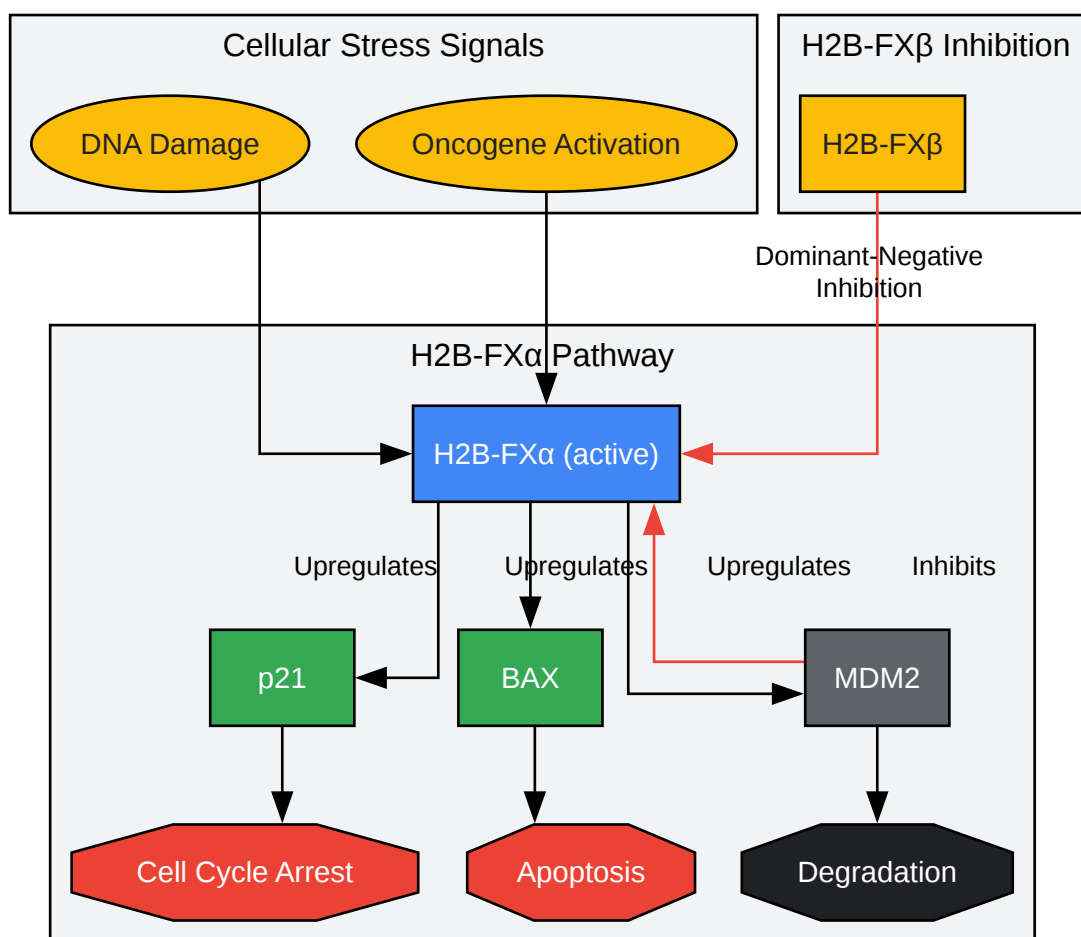 Cellular Stress Signals
H2B-FXβ Inhibition
DNA Damage
Oncogene Activation
H2B-FXβ
Dominant-Negative
Inhibition
H2B-FXα Pathway
H2B-FXα (active)
Upregulates
Upregulates
Upregulates
Inhibits
p21
BAX
MDM2
Cell Cycle Arrest
Apoptosis
Degradation